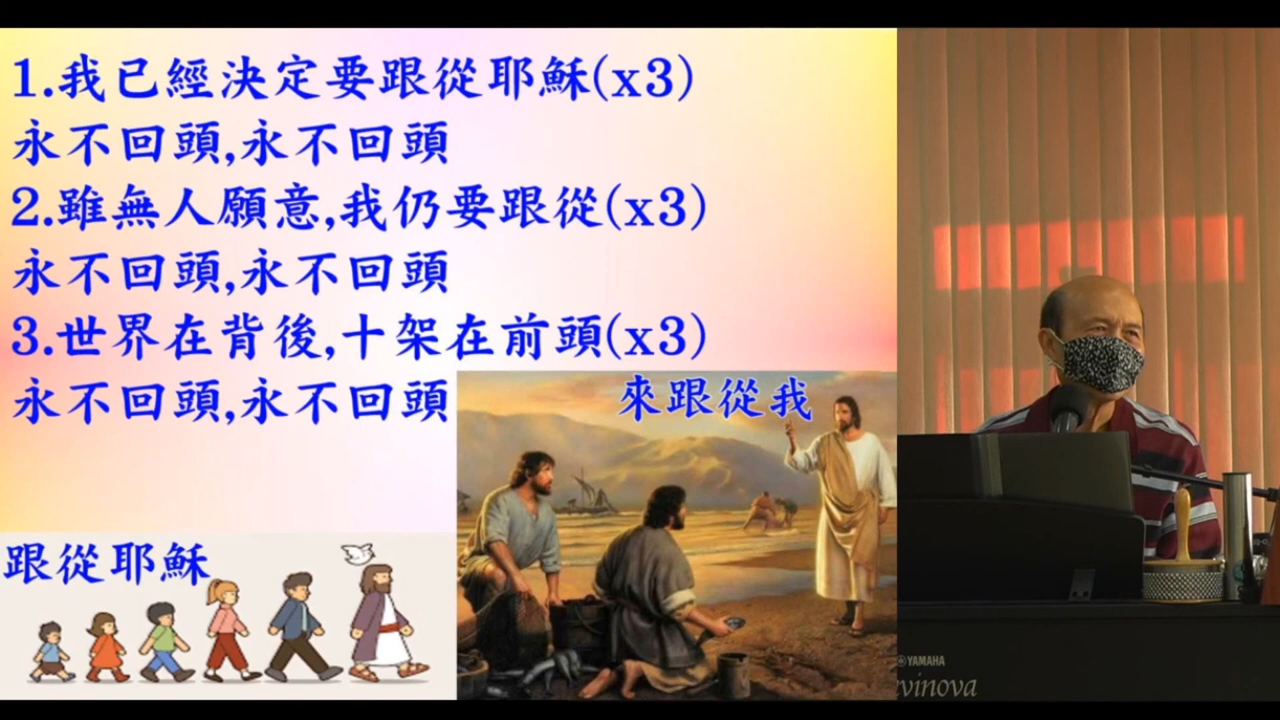 1.我已經決定要跟從耶穌(x3)
永不回頭,永不回頭
2.雖無人願意,我仍要跟從(x3)
永不回頭,永不回頭
3.世界在背後,十架在前頭(x3)
永不回頭,永不回頭
來跟從我
跟從耶穌
YAMAHA
vinova